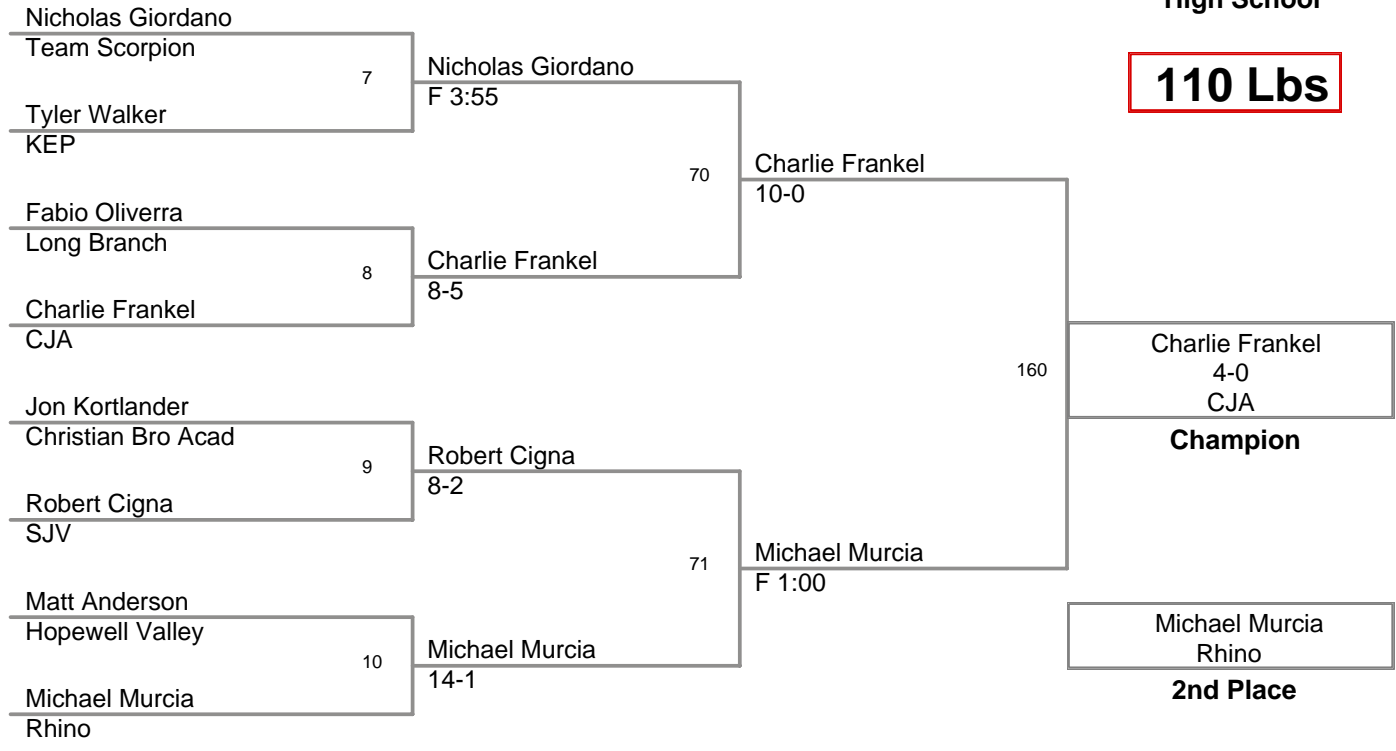 High School
110 Lbs
Nicholas Giordano
Team Scorpion
7
Tyler Walker
KEP
Nicholas Giordano
F 3:55
Fabio Oliverra
Long Branch
8
Charlie Frankel
CJA
Charlie Frankel
8-5
70
Charlie Frankel
10-0
Jon Kortlander
Christian Bro Acad
9
Robert Cigna
SJV
Robert Cigna
8-2
Matt Anderson
Hopewell Valley
10
Michael Murcia
Rhino
Michael Murcia
14-1
71
Michael Murcia
F 1:00
160
Charlie Frankel
4-0
CJA
Champion
Michael Murcia
Rhino
2nd Place